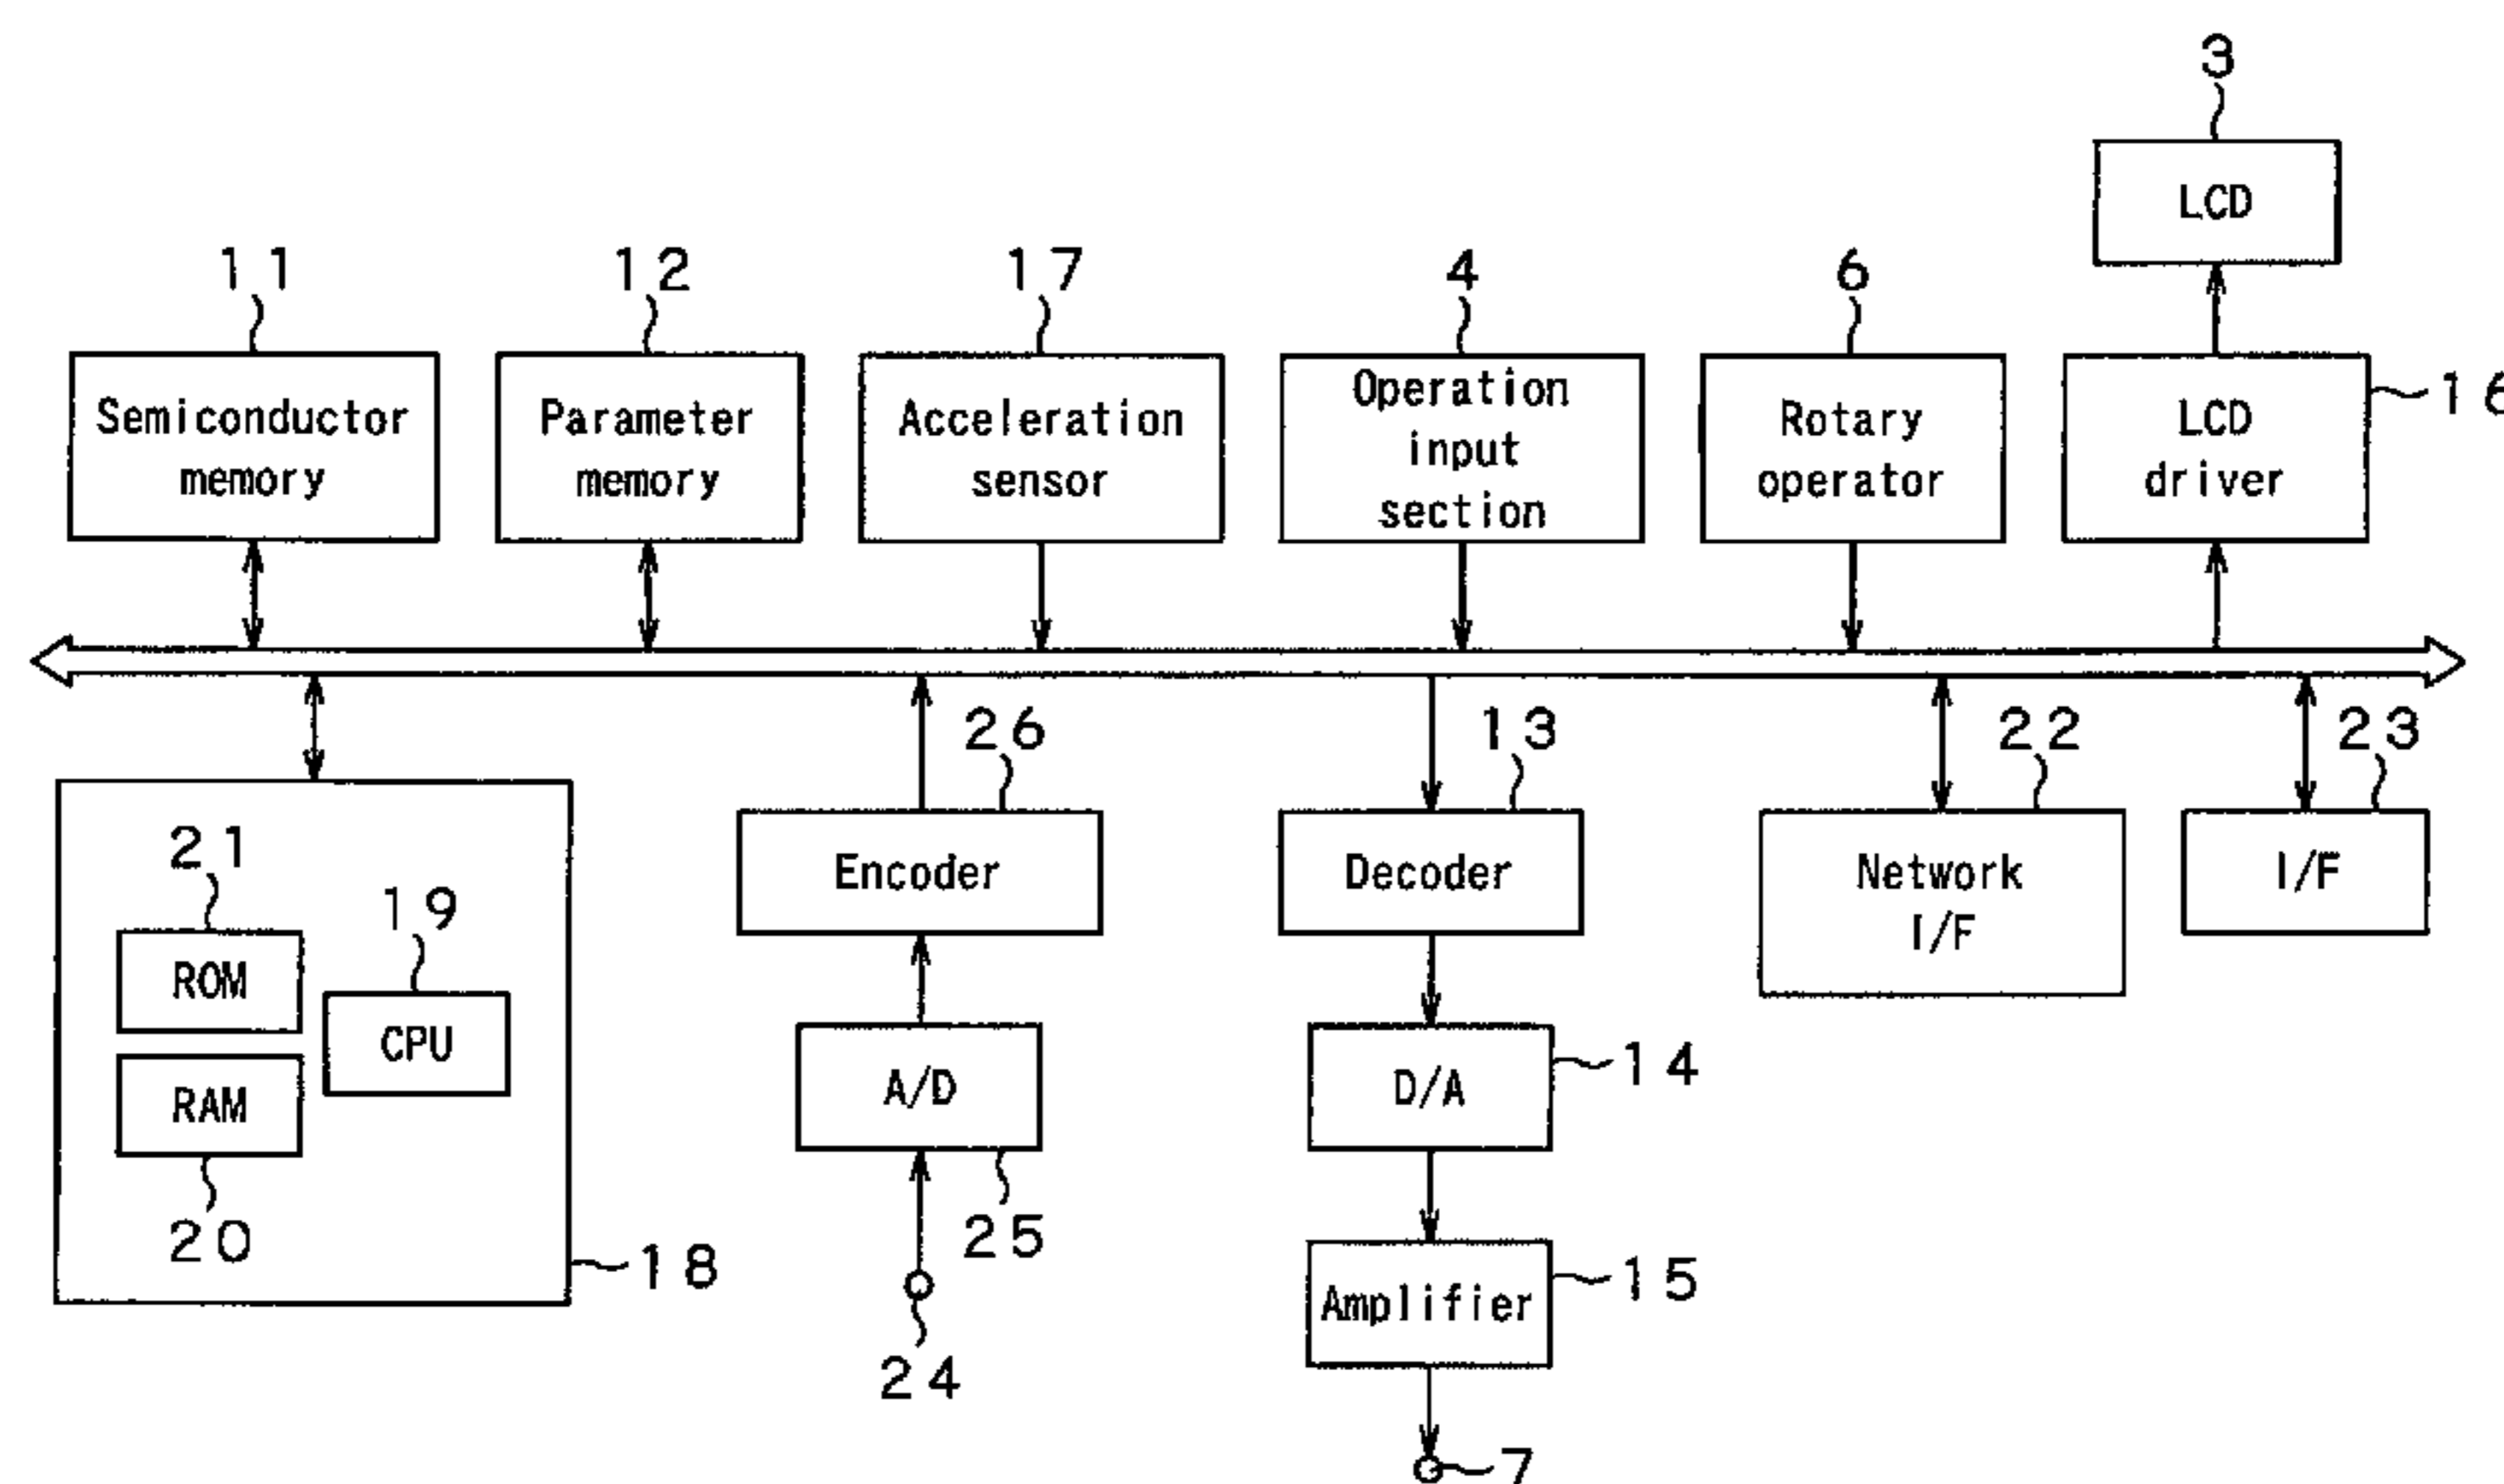 3
LCD
11
12
17
4
6
16
Semiconductor
memory
Parameter
memory
Acceleration
sensor
Operation
input
section
Rotary
operator
LCD
driver
26
13
22
23
21
ROM
19
CPU
RAM
20
18
Encoder
A/D
25
24
Decoder
D/A
14
Amplifier
15
7
Network
I/F
I/F